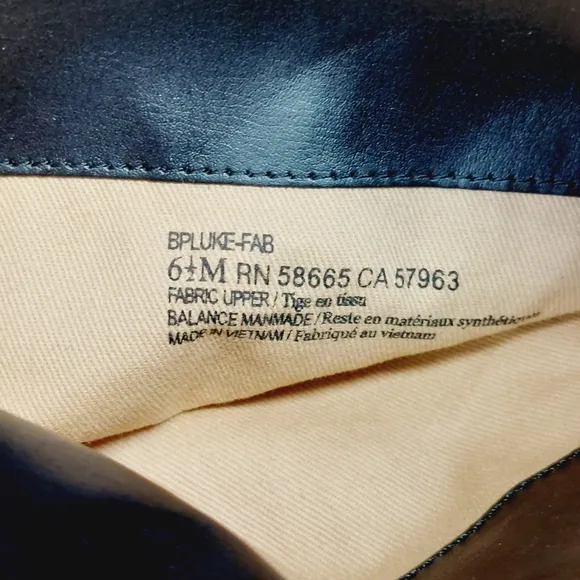 BPLUKE-FAB
6½M RN 58665 CA 57963
FABRIC UPPER / Tige en tissu
BALANCE MANMADE / Reste en matériaux
MADE IN VIETNAM / Fabriqué au vietnam